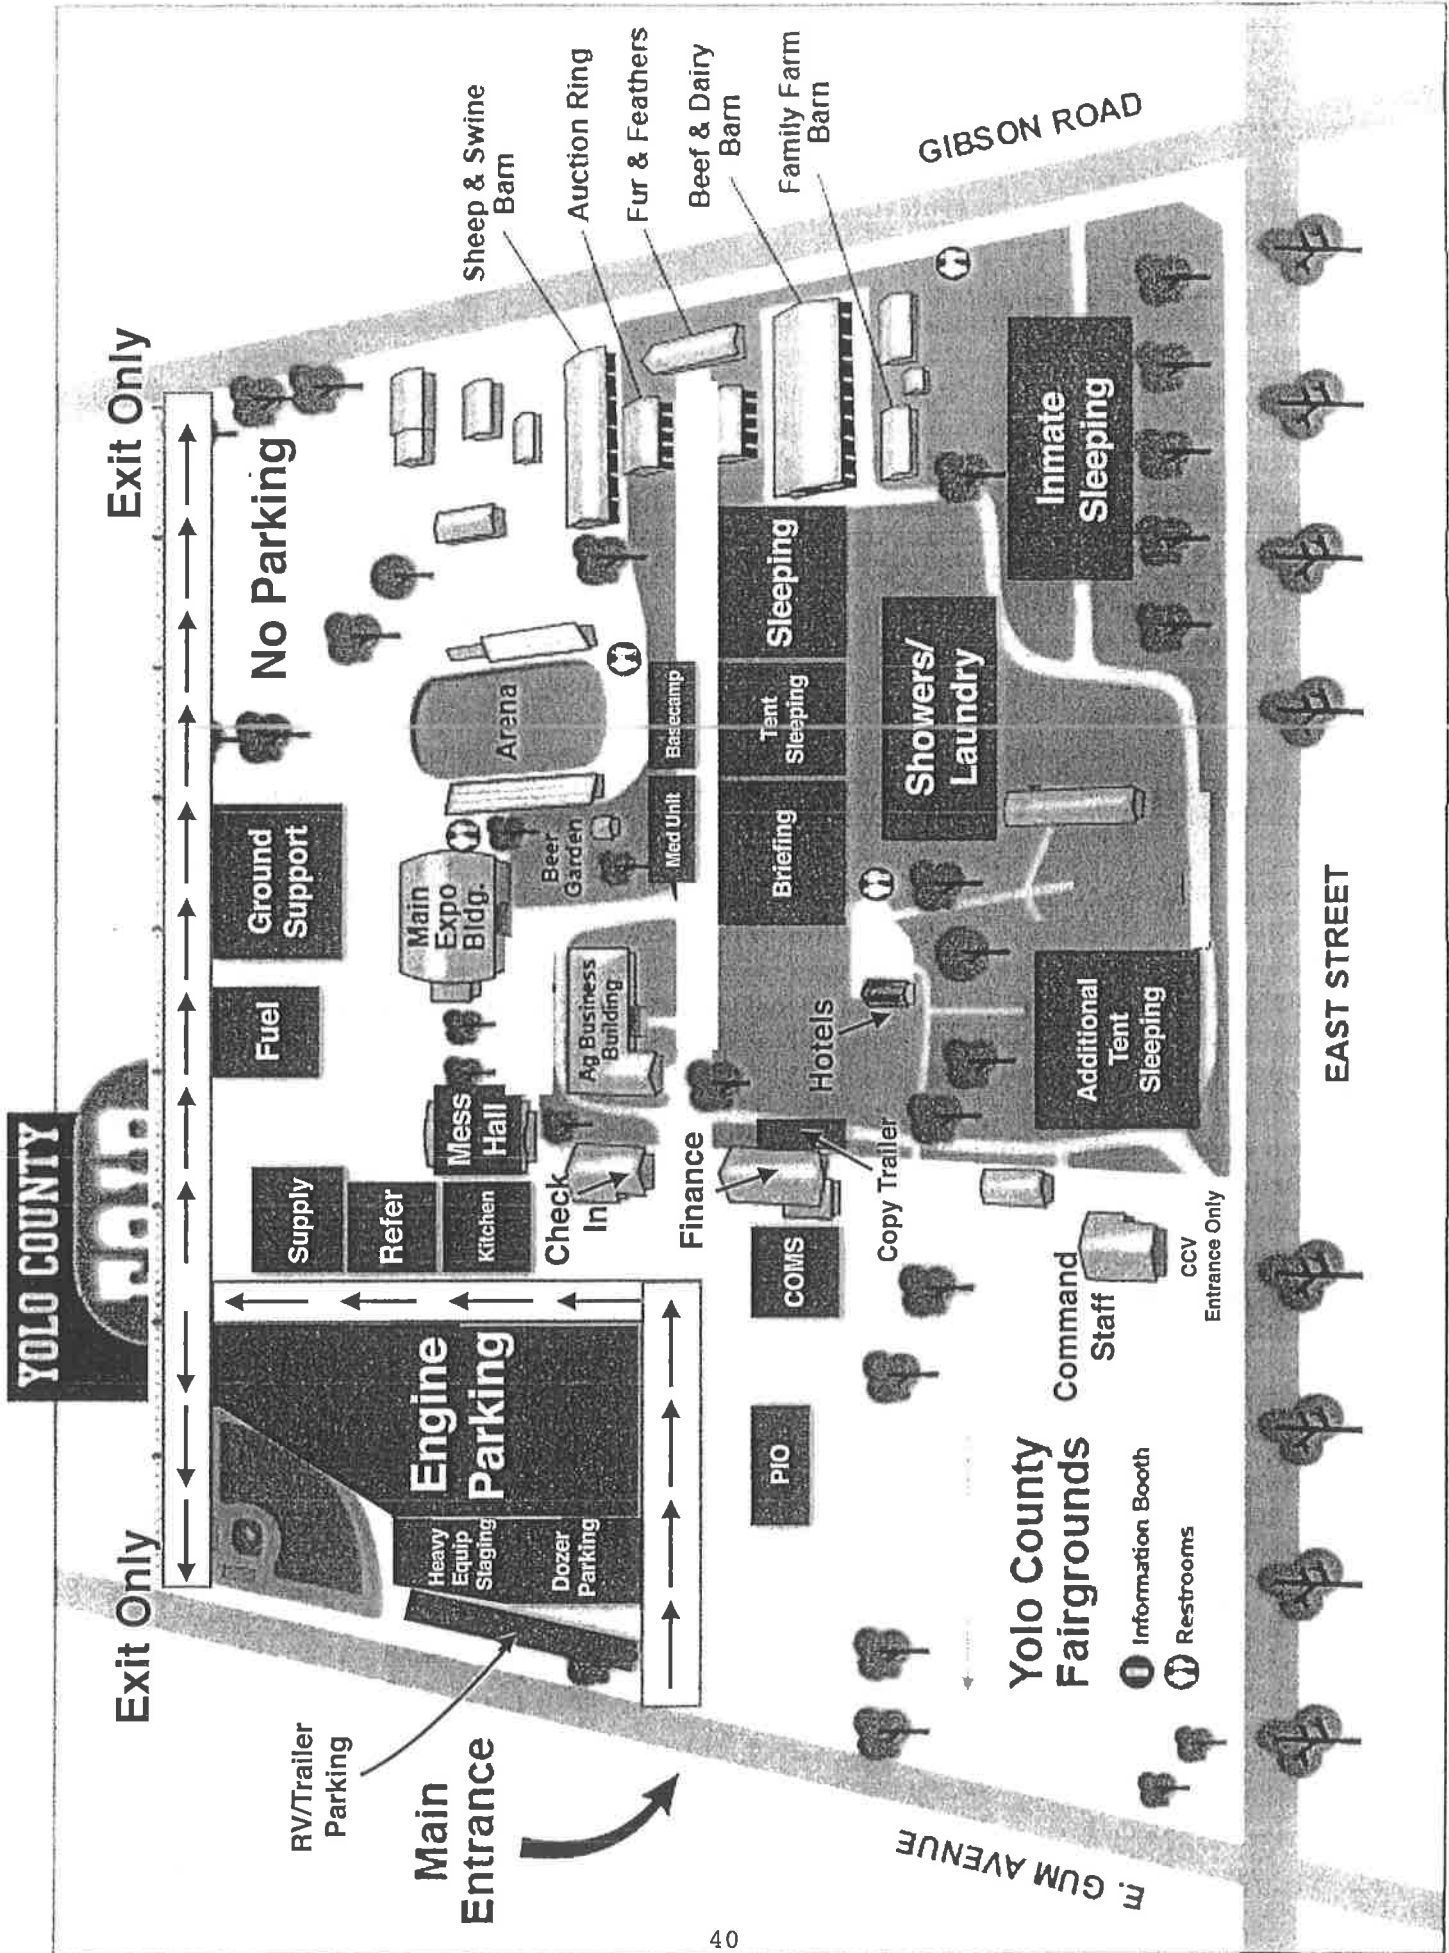 YOLO COUNTY
FAIR
Exit Only
Exit Only
No Parking
Ground
Support
Fuel
Supply
Refer
Kitchen
Mess
Hall
Main
Expo
Bldg.
Beer
Garden
Arena
Ag Business
Building
Check
In
Engine
Parking
Heavy
Equip
Staging
Dozer
Parking
RV/Trailer
Parking
Main
Entrance
Sheep & Swine
Barn
Auction Ring
Fur & Feathers
Beef & Dairy
Barn
Family Farm
Barn
GIBSON ROAD
Basecamp
Med Unit
Sleeping
Tent
Sleeping
Briefing
Showers/
Laundry
Inmate
Sleeping
Hotels
Additional
Tent
Sleeping
Finance
Copy Trailer
COMS
PIO
Command
Staff
CCV
Entrance Only
Yolo County
Fairgrounds
Information Booth
Restrooms
EAST STREET
E. GUM AVENUE
40